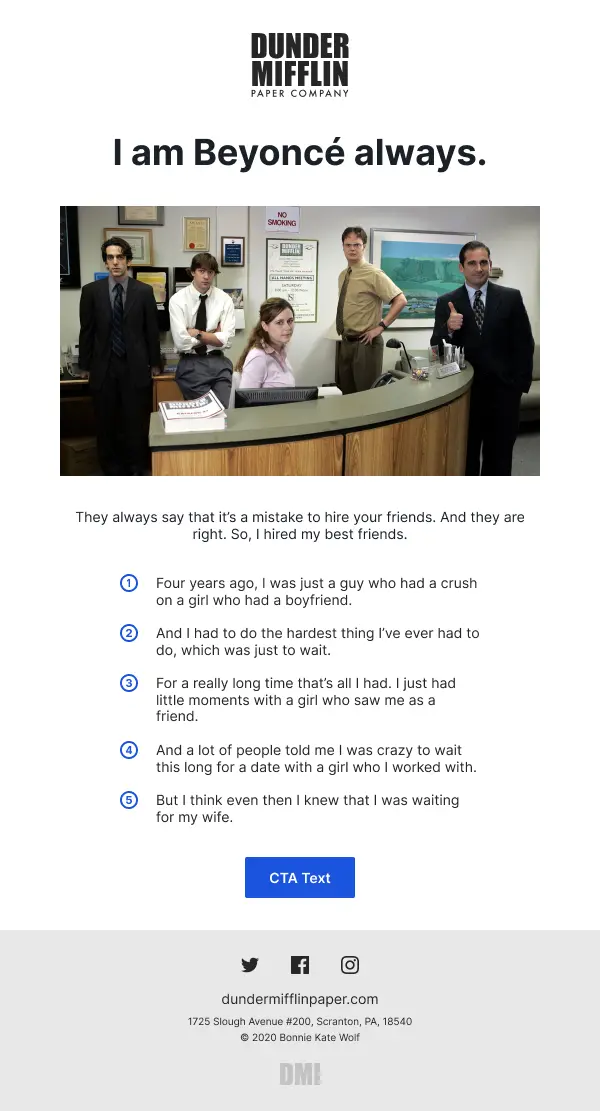 DUNDER
MIFFLIN
PAPER COMPANY
I am Beyoncé always.
NO
SMOKING
DUNDER
MIFFLIN
ALL HANDS MEETING
SATURDAY
DUNDER
MIFFLIN
They always say that it’s a mistake to hire your friends. And they are
right. So, I hired my best friends.
1 Four years ago, I was just a guy who had a crush
on a girl who had a boyfriend.
2 And I had to do the hardest thing I’ve ever had to
do, which was just to wait.
3 For a really long time that’s all I had. I just had
little moments with a girl who saw me as a
friend.
4 And a lot of people told me I was crazy to wait
this long for a date with a girl who I worked with.
5 But I think even then I knew that I was waiting
for my wife.
CTA Text
dundermifflinpaper.com
1725 Slough Avenue #200, Scranton, PA, 18540
© 2020 Bonnie Kate Wolf
DMI